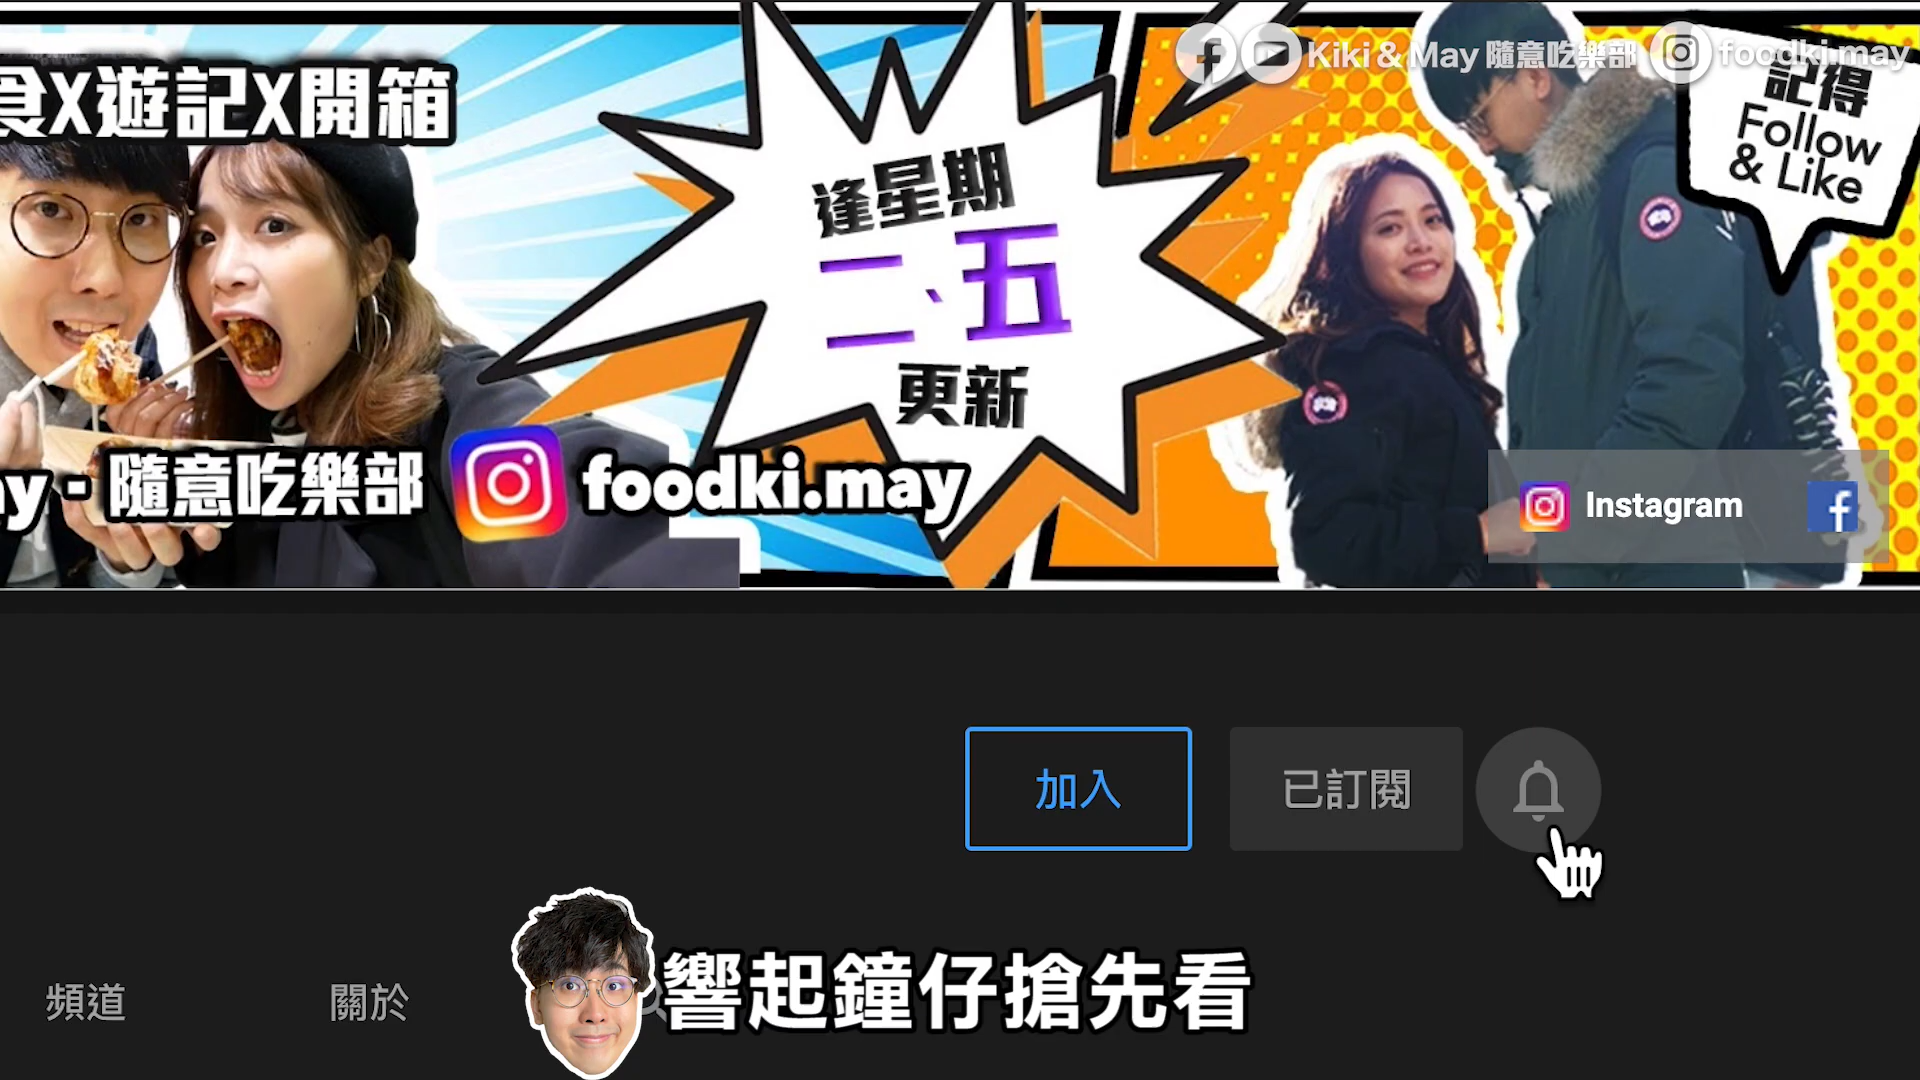 Kiki & May 隨意吃樂部 foodki.may
食X遊記X開箱
逢星期
二、五
更新
記得
Follow
& Like
ay - 隨意吃樂部 foodki.may
Instagram
加入
已訂閱
頻道
關於
響起鐘仔搶先看